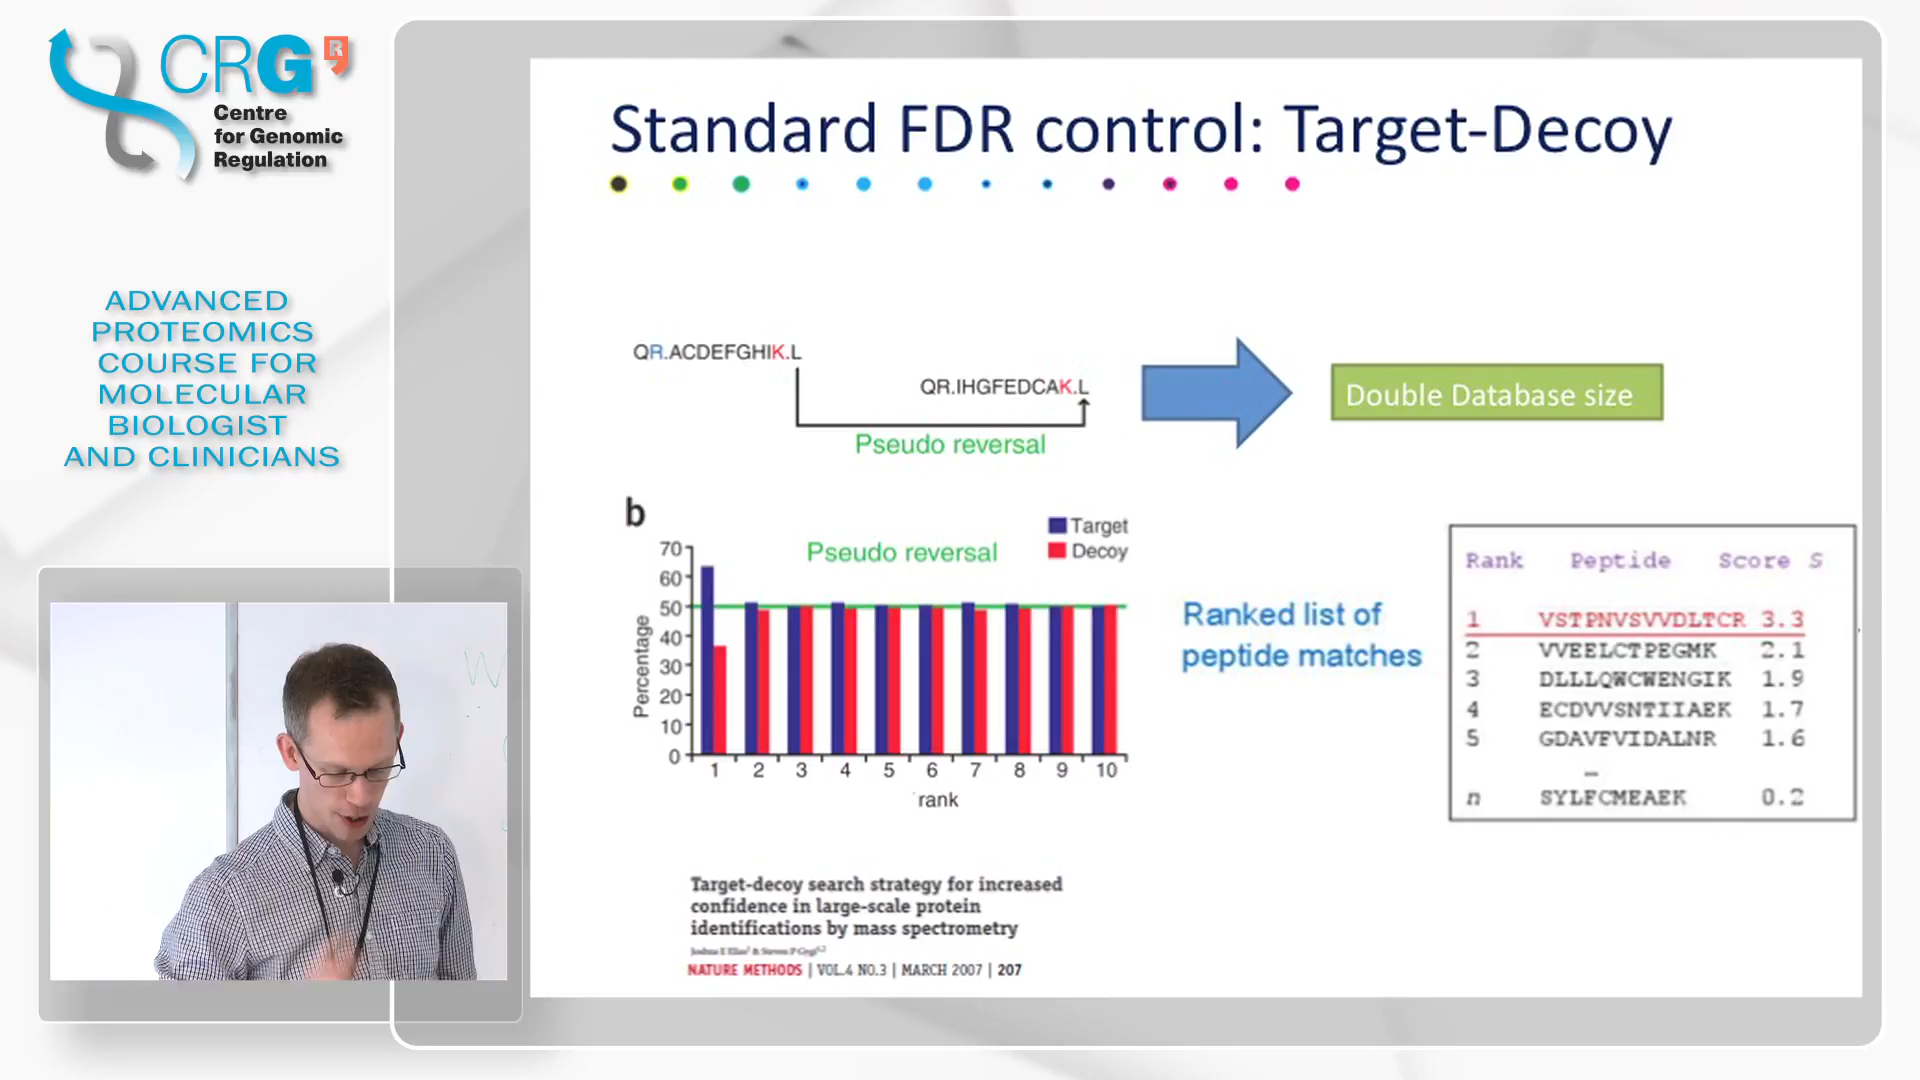 CRG
R
Centre
for Genomic
Regulation
ADVANCED
PROTEOMICS
COURSE FOR
MOLECULAR
BIOLOGIST
AND CLINICIANS
Standard FDR control: Target-Decoy
QR.ACDEFGHIK.L
QR.IHGFEDCAK.L
Pseudo reversal
Double Database size
b
Target
Decoy
Pseudo reversal
Percentage
70
60
50
40
30
20
10
0
1 2 3 4 5 6 7 8 9 10
rank
Ranked list of
peptide matches
Rank Peptide Score S
1 VSTPNVSVVDLTCR 3.3
2 VVEELCTPEGMK 2.1
3 DLLLQWCWENGIK 1.9
4 ECDVVSNTIIAEK 1.7
5 GDAVFVIDALNR 1.6
…
n SYLFCMEAEK 0.2
Target-decoy search strategy for increased
confidence in large-scale protein
identifications by mass spectrometry
Joshua E Elias & Steven P Gygi
NATURE METHODS | VOL.4 NO.3 | MARCH 2007 | 207
W